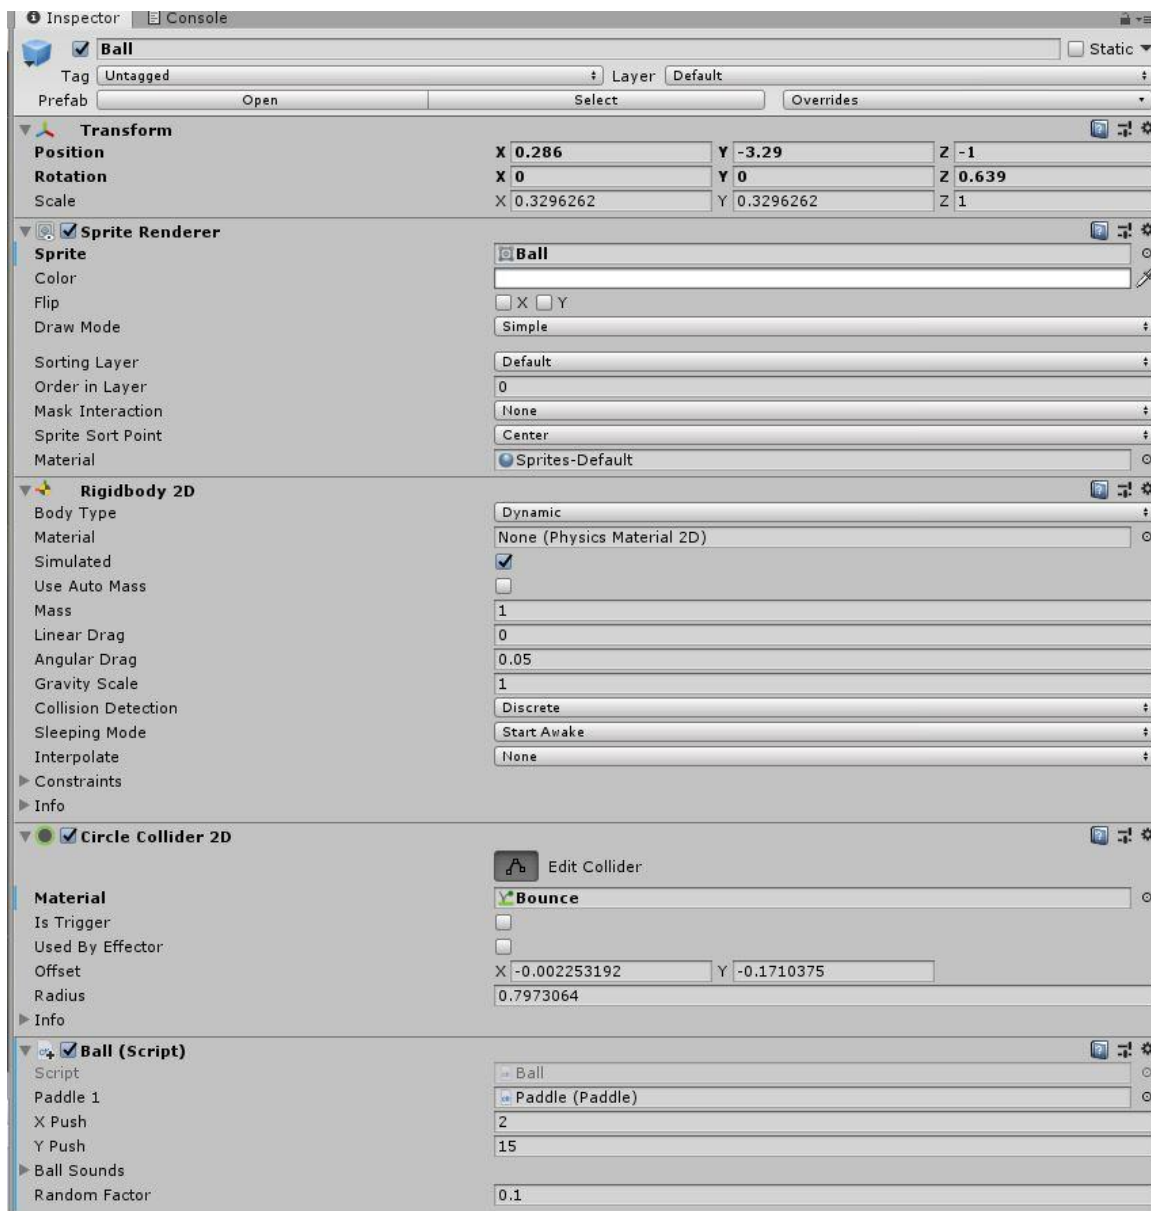 Inspector Console
Ball Static
Tag Untagged Layer Default
Prefab Open Select Overrides
Transform
Position X 0.286 Y -3.29 Z -1
Rotation X 0 Y 0 Z 0.639
Scale X 0.3296262 Y 0.3296262 Z 1
Sprite Renderer
Sprite Ball
Color
Flip X Y
Draw Mode Simple
Sorting Layer Default
Order in Layer 0
Mask Interaction None
Sprite Sort Point Center
Material Sprites-Default
Rigidbody 2D
Body Type Dynamic
Material None (Physics Material 2D)
Simulated
Use Auto Mass
Mass 1
Linear Drag 0
Angular Drag 0.05
Gravity Scale 1
Collision Detection Discrete
Sleeping Mode Start Awake
Interpolate None
Constraints
Info
Circle Collider 2D
Edit Collider
Material Bounce
Is Trigger
Used By Effector
Offset X -0.002253192 Y -0.1710375
Radius 0.7973064
Info
Ball (Script)
Script Ball
Paddle 1 Paddle (Paddle)
X Push 2
Y Push 15
Ball Sounds
Random Factor 0.1